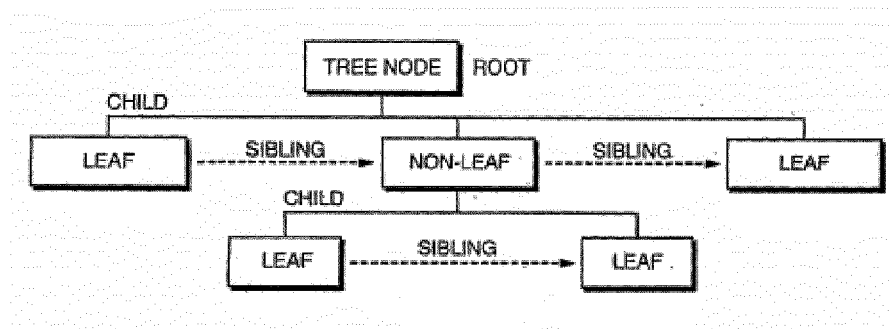 TREE NODE ROOT
CHILD
LEAF SIBLING NON-LEAF SIBLING LEAF
CHILD
LEAF SIBLING LEAF